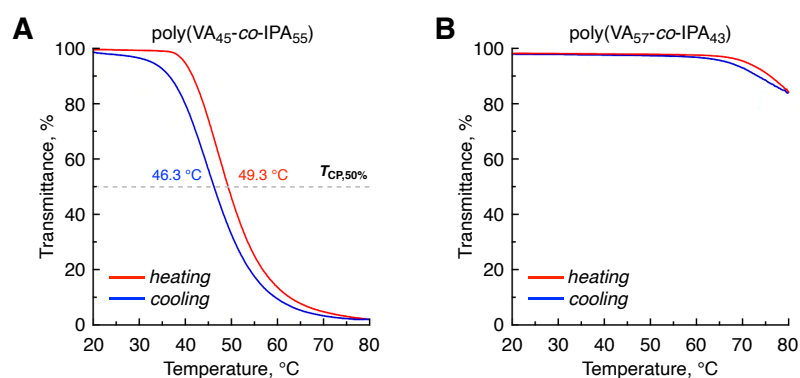 A
poly(VA45-co-IPA55)
Transmittance, %
100
80
60
40
20
0
46.3 °C
49.3 °C
TCP,50%
heating
cooling
20 30 40 50 60 70 80
Temperature, °C
B
poly(VA57-co-IPA43)
Transmittance, %
100
80
60
40
20
0
heating
cooling
20 30 40 50 60 70 80
Temperature, °C